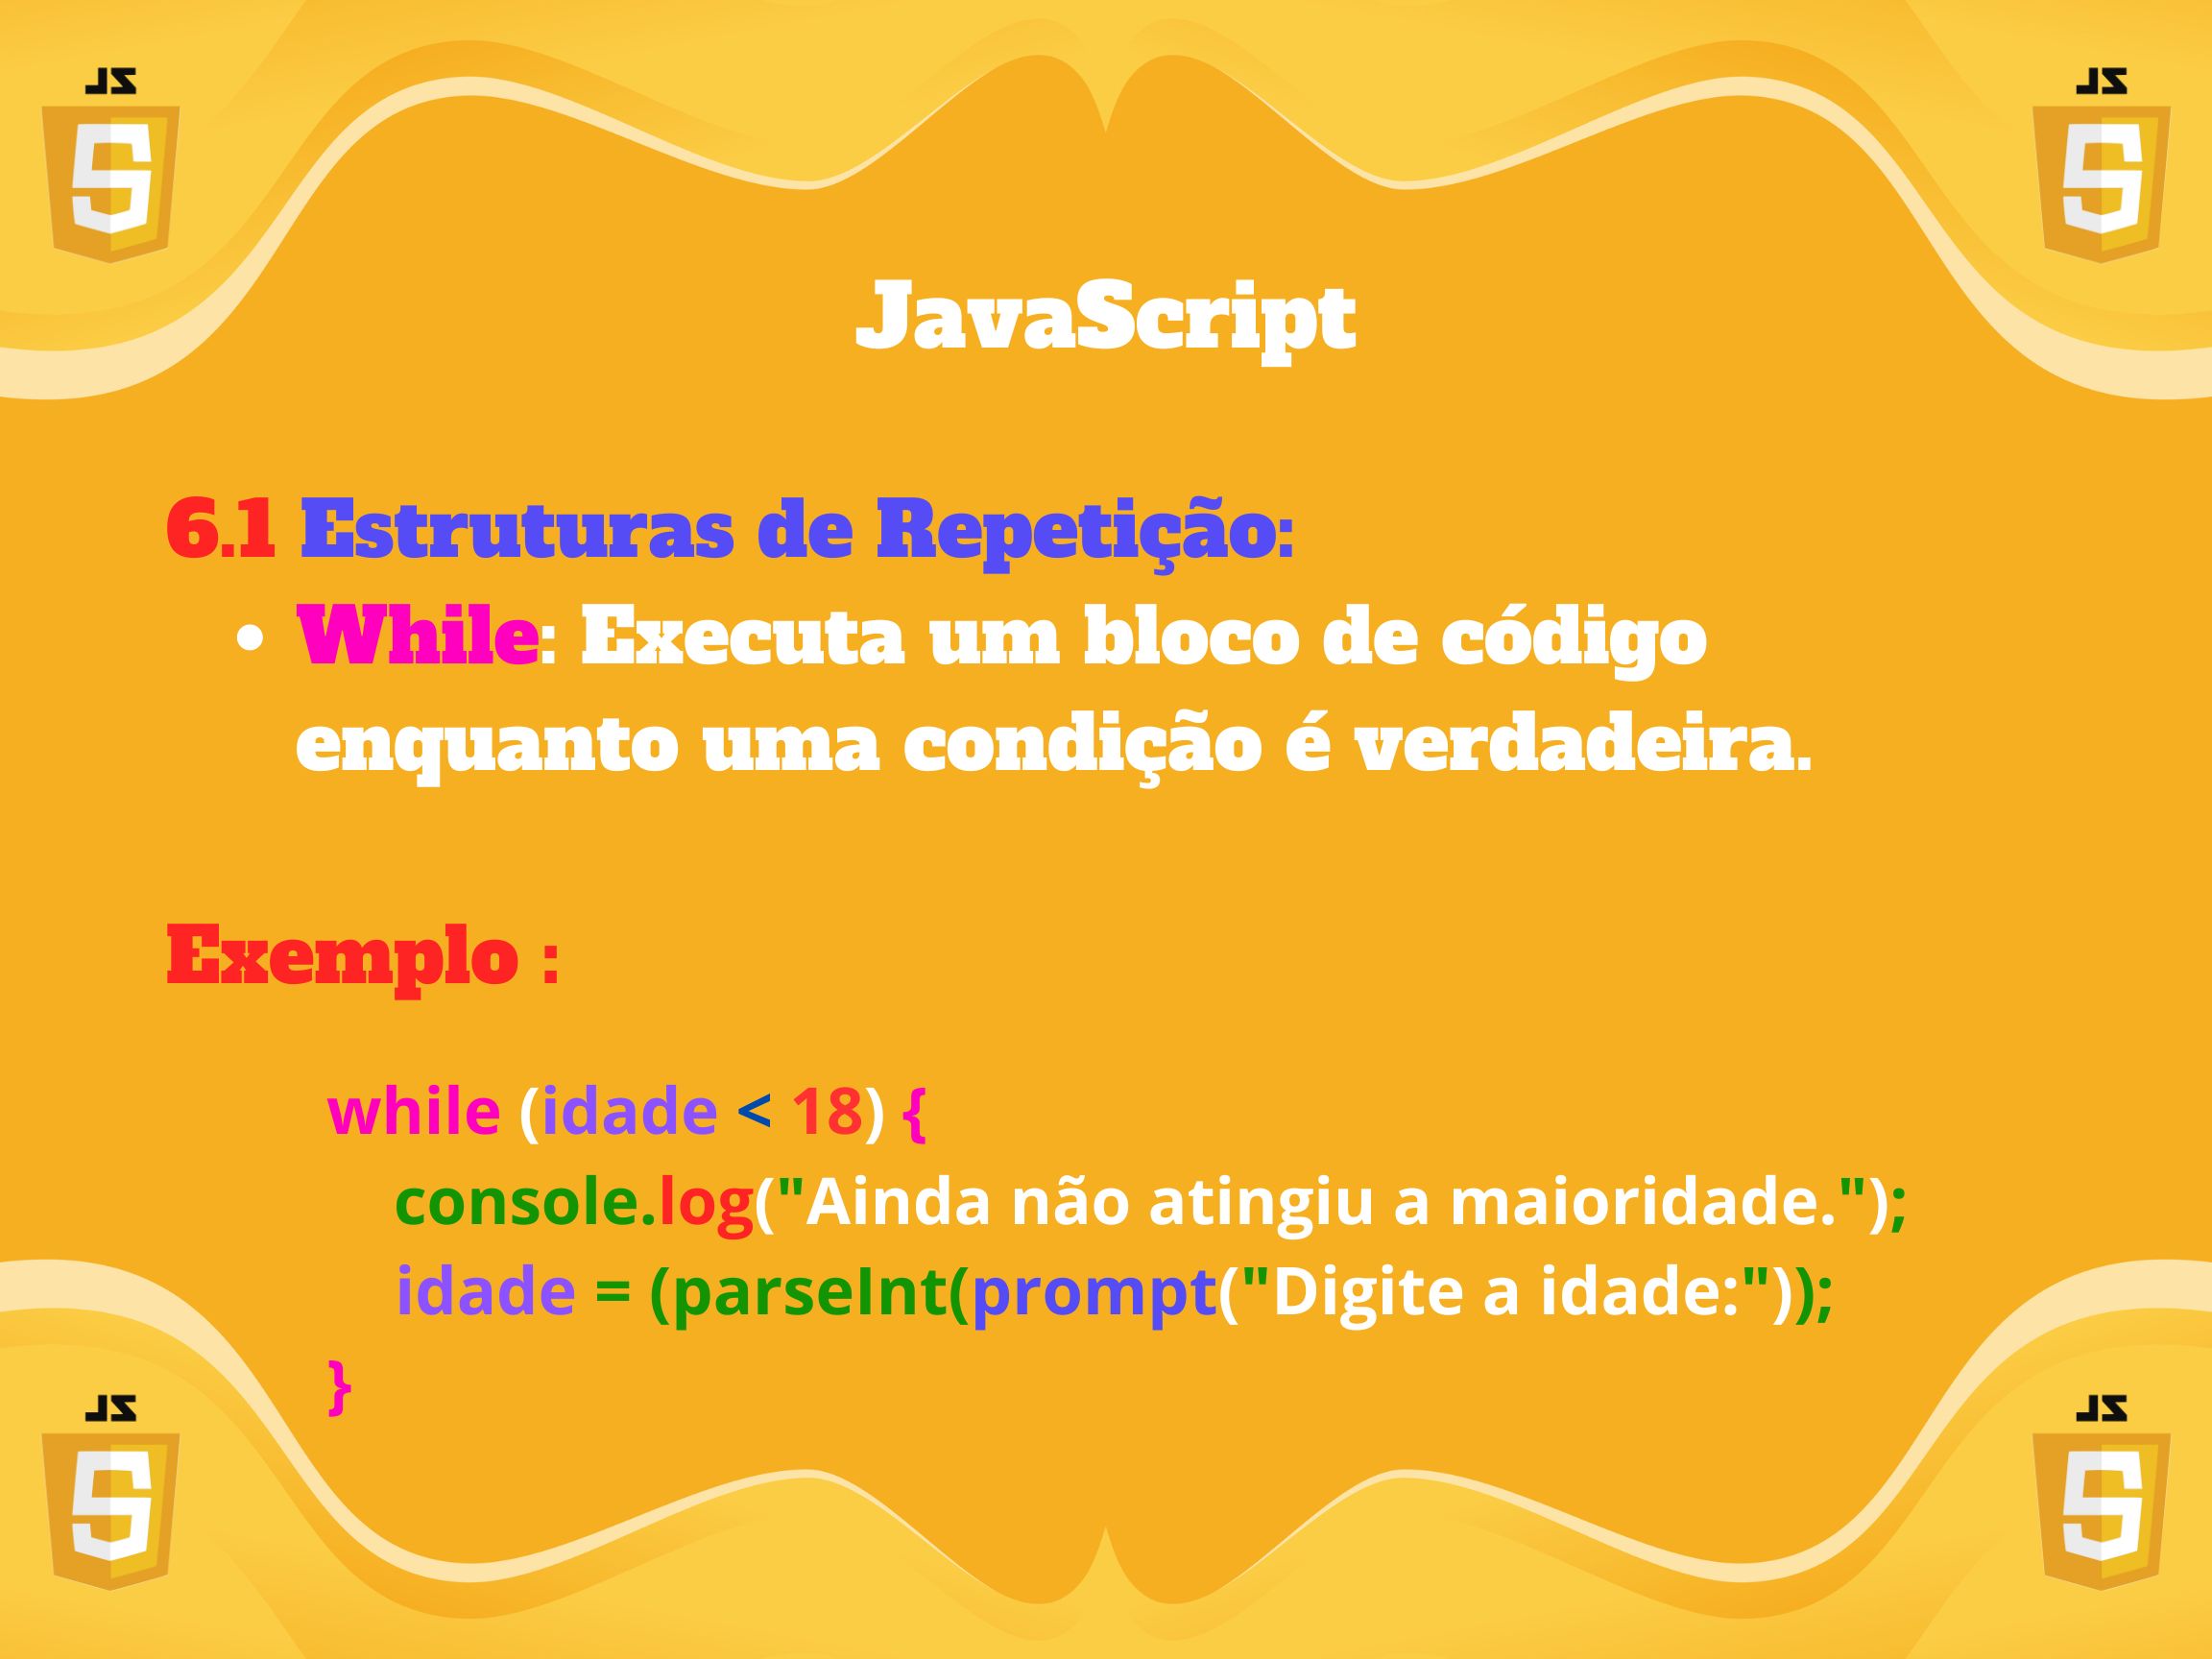 JS
JS
JavaScript
6.1 Estruturas de Repetição:
• While: Executa um bloco de código
enquanto uma condição é verdadeira.
Exemplo :
while (idade < 18) {
console.log("Ainda não atingiu a maioridade.");
idade = (parseInt(prompt("Digite a idade:"));
}
JS
JS